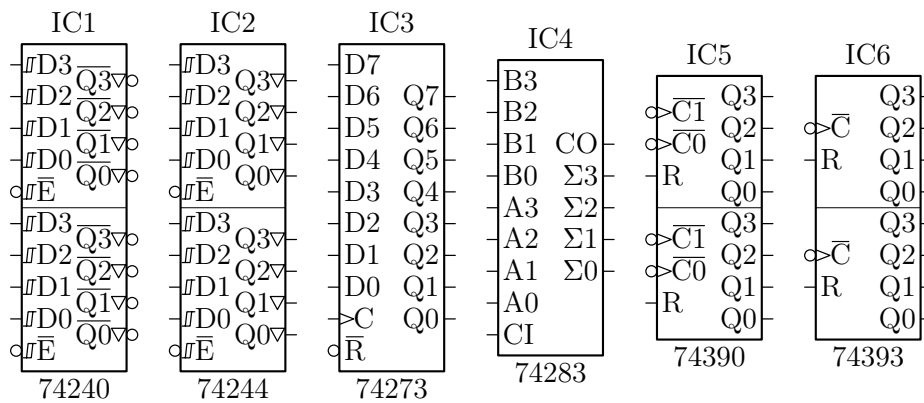 IC1
D3
D2
D1
D0
E̅
Q̅3̅
Q̅2̅
Q̅1̅
Q̅0̅
D3
D2
D1
D0
E̅
Q̅3̅
Q̅2̅
Q̅1̅
Q̅0̅
74240
IC2
D3
D2
D1
D0
E̅
Q3
Q2
Q1
Q0
D3
D2
D1
D0
E̅
Q3
Q2
Q1
Q0
74244
IC3
D7
D6
D5
D4
D3
D2
D1
D0
C
R̅
Q7
Q6
Q5
Q4
Q3
Q2
Q1
Q0
74273
IC4
B3
B2
B1
B0
A3
A2
A1
A0
CI
CO
Σ3
Σ2
Σ1
Σ0
74283
IC5
C̅1̅
C̅0̅
R
Q3
Q2
Q1
Q0
C̅1̅
C̅0̅
R
Q3
Q2
Q1
Q0
74390
IC6
C̅
R
Q3
Q2
Q1
Q0
C̅
R
Q3
Q2
Q1
Q0
74393